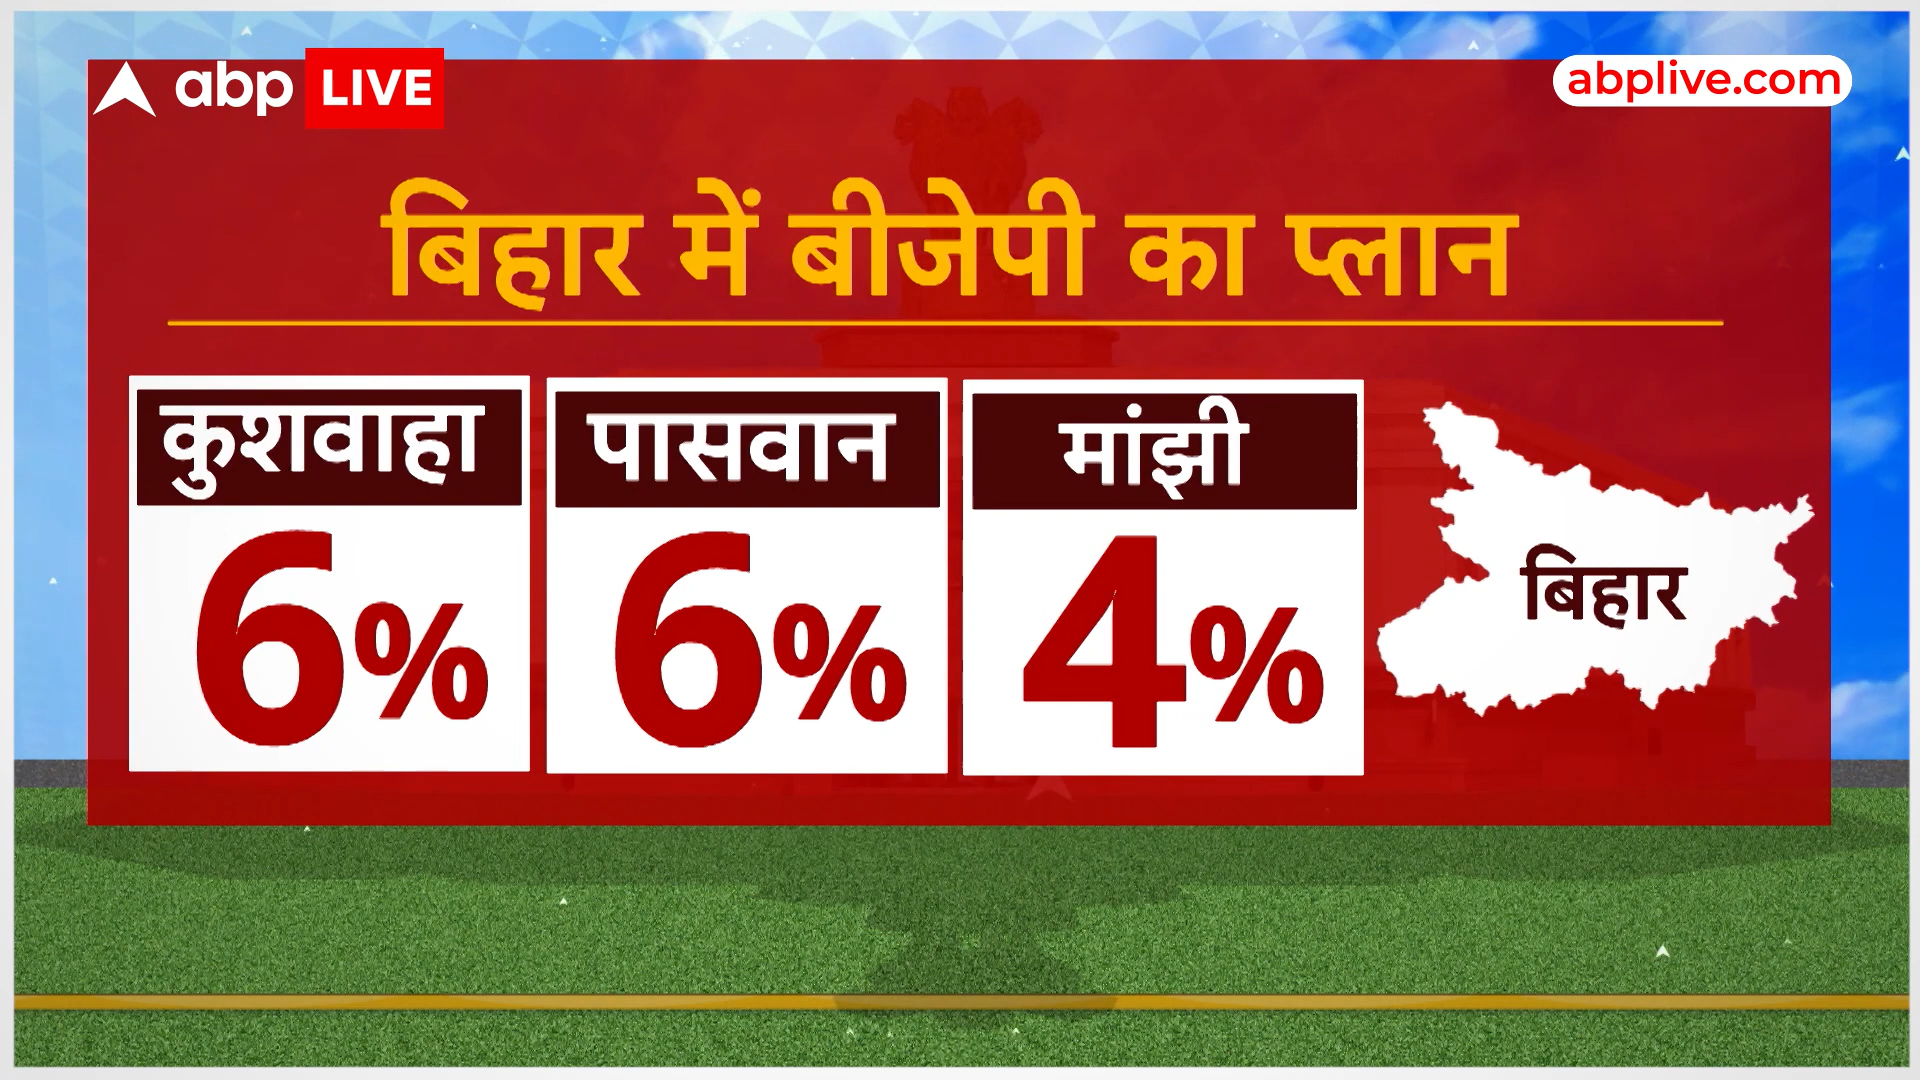 abp LIVE
abplive.com
बिहार में बीजेपी का प्लान
कुशवाहा
6%
पासवान
6%
मांझी
4%
बिहार